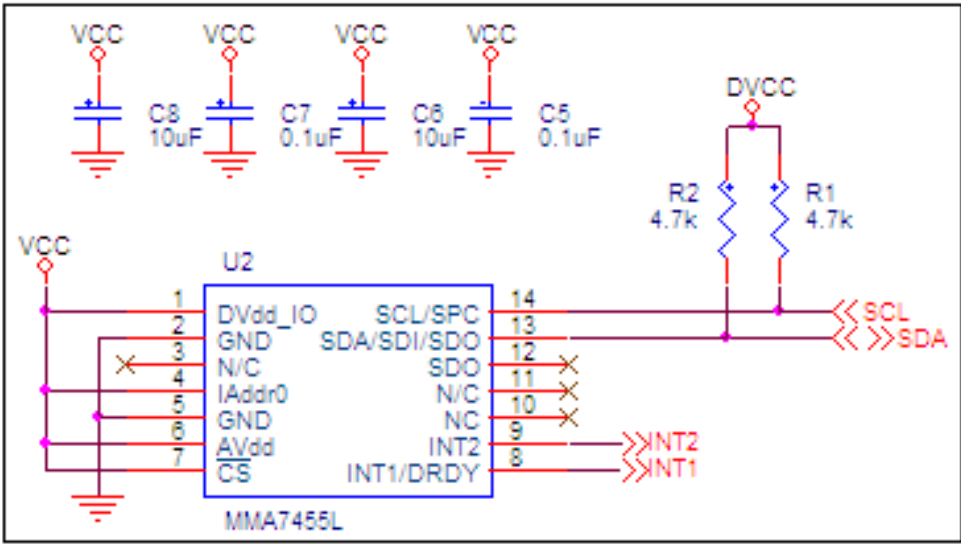 VCC VCC VCC VCC
C8 C7 C6 C5
10uF 0.1uF 10uF 0.1uF
DVCC
R2 R1
4.7k 4.7k
VCC
U2
1 DVdd_IO SCL/SPC 14 SCL
2 GND SDA/SDI/SDO 13 SDA
3 N/C SDO 12
4 IAddr0 N/C 11
5 GND NC 10
6 AVdd INT2 9 INT2
7 CS INT1/DRDY 8 INT1
MMA7455L